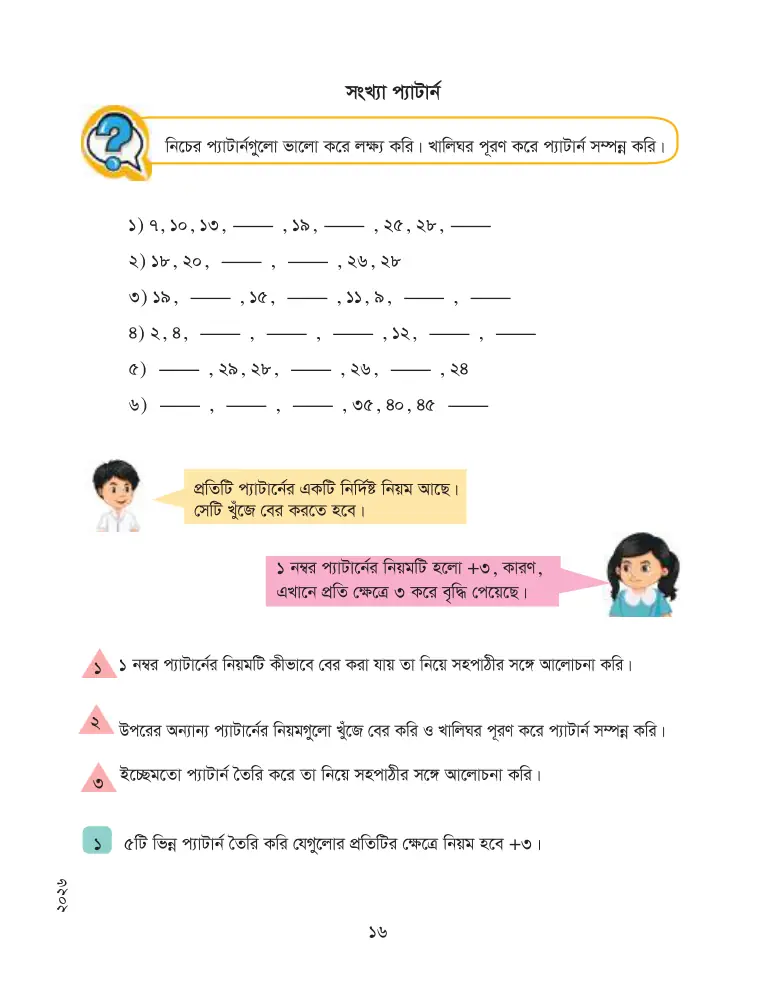 সংখ্যা প্যাটার্ন
নিচের প্যাটার্নগুলো ভালো করে লক্ষ্য করি। খালিঘর পূরণ করে প্যাটার্ন সম্পন্ন করি।
১) ৭, ১০, ১৩, —— , ১৯, —— , ২৫, ২৮, ——
২) ১৮, ২০, —— , —— , ২৬, ২৮
৩) ১৯, —— , ১৫, —— , ১১, ৯, —— , ——
৪) ২, ৪, —— , —— , —— , ১২, —— , ——
৫) —— , ২৯, ২৮, —— , ২৬, —— , ২৪
৬) —— , —— , —— , ৩৫, ৪০, ৪৫ ——
প্রতিটি প্যাটার্নের একটি নির্দিষ্ট নিয়ম আছে।
সেটি খুঁজে বের করতে হবে।
১ নম্বর প্যাটার্নের নিয়মটি হলো +৩, কারণ,
এখানে প্রতি ক্ষেত্রে ৩ করে বৃদ্ধি পেয়েছে।
১ ১ নম্বর প্যাটার্নের নিয়মটি কীভাবে বের করা যায় তা নিয়ে সহপাঠীর সঙ্গে আলোচনা করি।
২ উপরের অন্যান্য প্যাটার্নের নিয়মগুলো খুঁজে বের করি ও খালিঘর পূরণ করে প্যাটার্ন সম্পন্ন করি।
৩ ইচ্ছেমতো প্যাটার্ন তৈরি করে তা নিয়ে সহপাঠীর সঙ্গে আলোচনা করি।
১ ৫টি ভিন্ন প্যাটার্ন তৈরি করি যেগুলোর প্রতিটির ক্ষেত্রে নিয়ম হবে +৩।
২০২৬
১৬